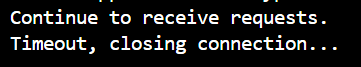 Continue to receive requests.
Timeout, closing connection...